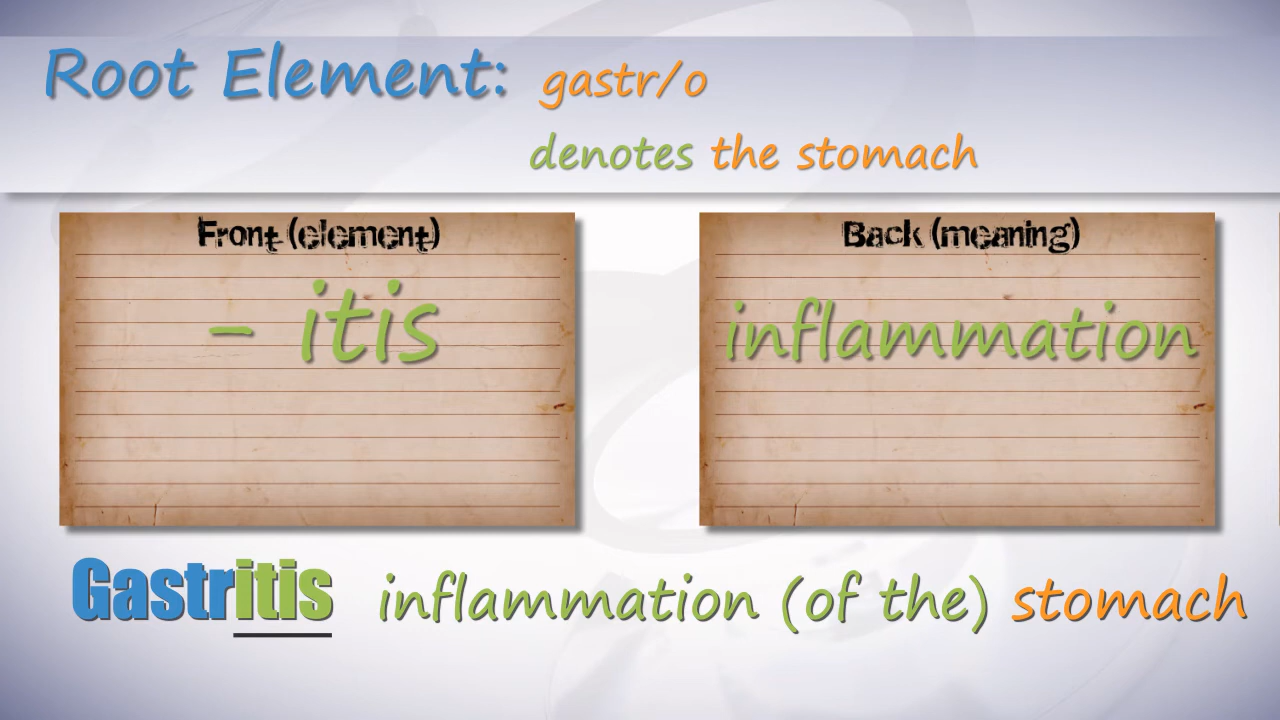 Root Element: gastr/o
denotes the stomach
Front (element)
- itis
Back (meaning)
inflammation
Gastritis inflammation (of the) stomach